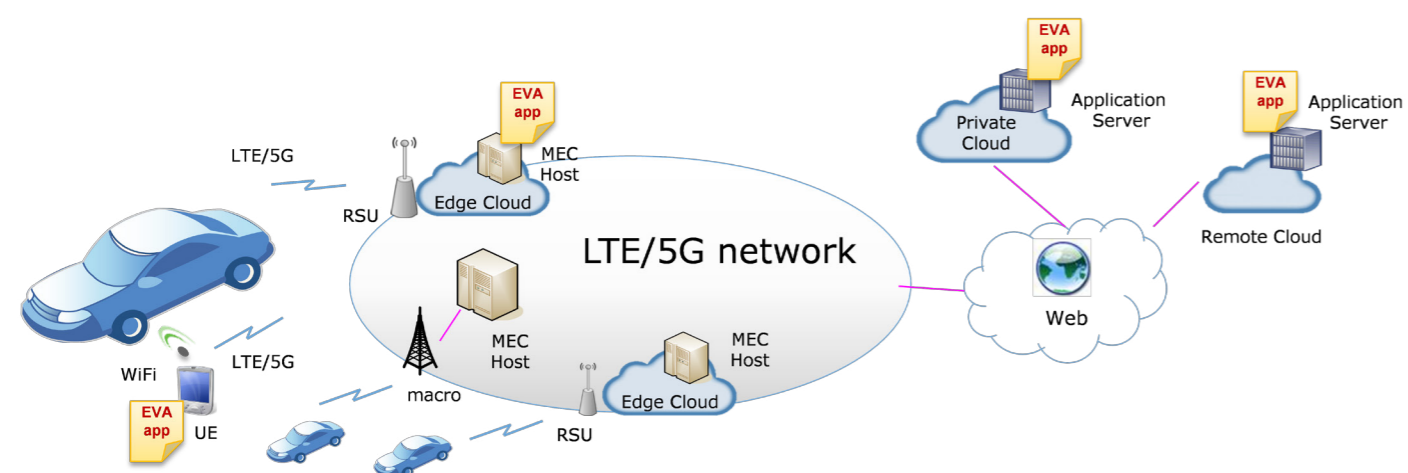 EVA
app
Application
Server
Private
Cloud
EVA
app
Application
Server
Remote Cloud
EVA
app
MEC
Host
LTE/5G
RSU
Edge Cloud
LTE/5G network
MEC
Host
Web
MEC
Host
Edge Cloud
macro
RSU
LTE/5G
WiFi
EVA
app
UE